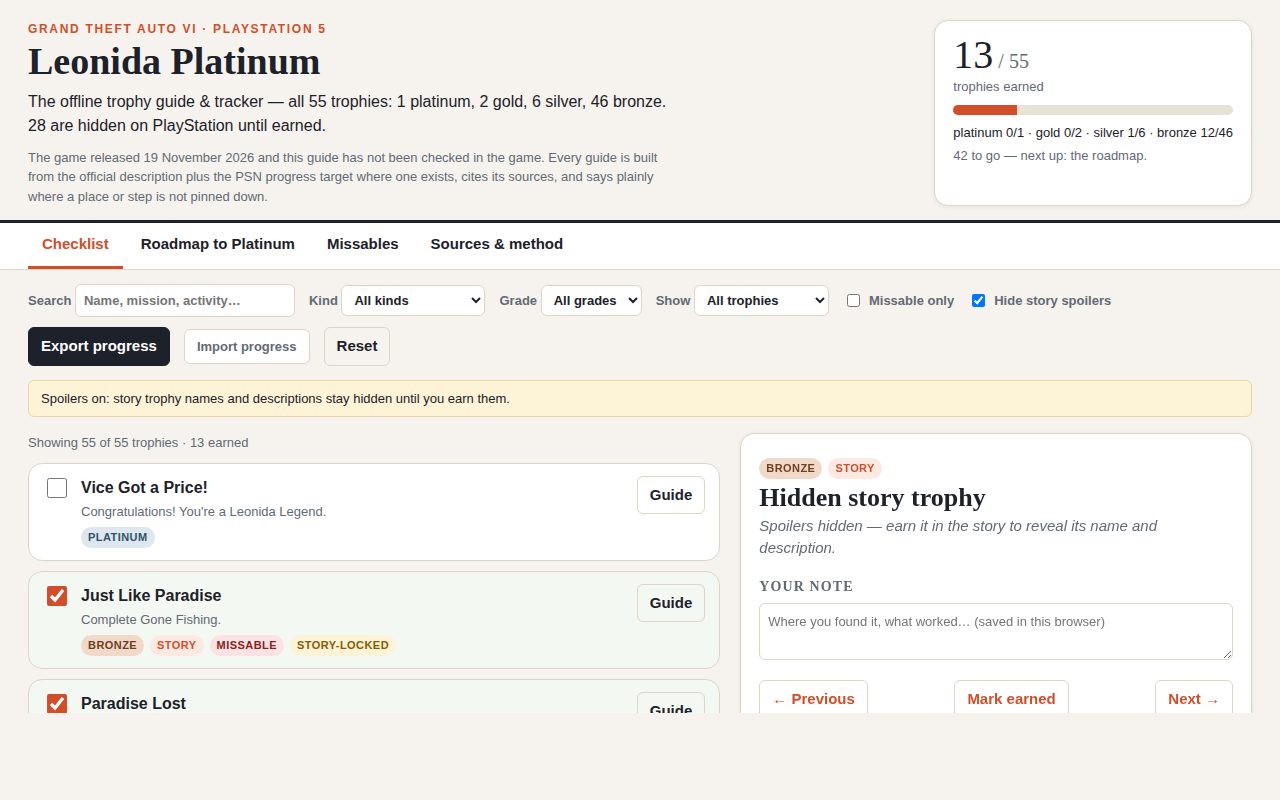 GRAND THEFT AUTO VI · PLAYSTATION 5
Leonida Platinum
The offline trophy guide & tracker — all 55 trophies: 1 platinum, 2 gold, 6 silver, 46 bronze.
28 are hidden on PlayStation until earned.
The game released 19 November 2026 and this guide has not been checked in the game. Every guide is built
from the official description plus the PSN progress target where one exists, cites its sources, and says plainly
where a place or step is not pinned down.
13 / 55
trophies earned
platinum 0/1 · gold 0/2 · silver 1/6 · bronze 12/46
42 to go — next up: the roadmap.
Checklist Roadmap to Platinum Missables Sources & method
Search Name, mission, activity… Kind All kinds Grade All grades Show All trophies Missable only Hide story spoilers
Export progress Import progress Reset
Spoilers on: story trophy names and descriptions stay hidden until you earn them.
Showing 55 of 55 trophies · 13 earned
Vice Got a Price!
Congratulations! You're a Leonida Legend.
PLATINUM
Guide
Just Like Paradise
Complete Gone Fishing.
BRONZE STORY MISSABLE STORY-LOCKED
Guide
Paradise Lost
Guide
BRONZE STORY
Hidden story trophy
Spoilers hidden — earn it in the story to reveal its name and
description.
YOUR NOTE
Where you found it, what worked… (saved in this browser)
← Previous Mark earned Next →